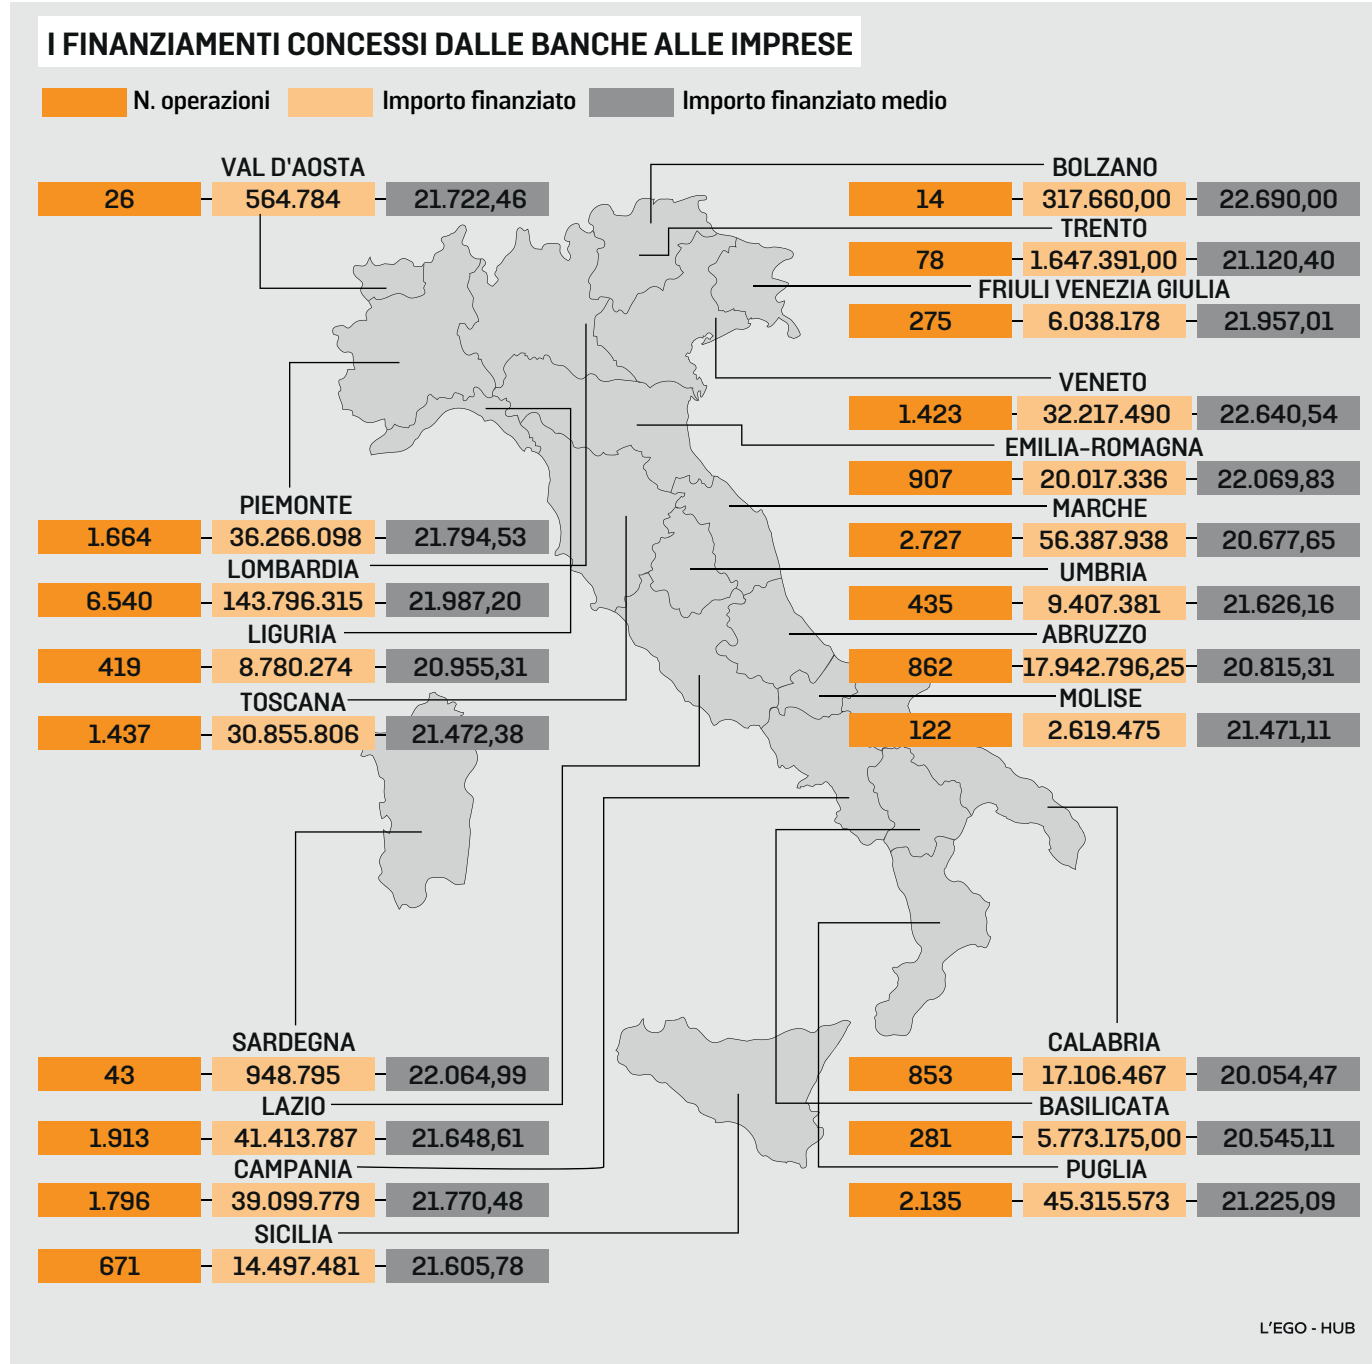 I FINANZIAMENTI CONCESSI DALLE BANCHE ALLE IMPRESE
N. operazioni Importo finanziato Importo finanziato medio
VAL D'AOSTA
26 564.784 21.722,46
BOLZANO
14 317.660,00 22.690,00
TRENTO
78 1.647.391,00 21.120,40
FRIULI VENEZIA GIULIA
275 6.038.178 21.957,01
VENETO
1.423 32.217.490 22.640,54
EMILIA-ROMAGNA
907 20.017.336 22.069,83
MARCHE
2.727 56.387.938 20.677,65
UMBRIA
435 9.407.381 21.626,16
ABRUZZO
862 17.942.796,25 20.815,31
MOLISE
122 2.619.475 21.471,11
PIEMONTE
1.664 36.266.098 21.794,53
LOMBARDIA
6.540 143.796.315 21.987,20
LIGURIA
419 8.780.274 20.955,31
TOSCANA
1.437 30.855.806 21.472,38
SARDEGNA
43 948.795 22.064,99
LAZIO
1.913 41.413.787 21.648,61
CAMPANIA
1.796 39.099.779 21.770,48
SICILIA
671 14.497.481 21.605,78
CALABRIA
853 17.106.467 20.054,47
BASILICATA
281 5.773.175,00 20.545,11
PUGLIA
2.135 45.315.573 21.225,09
L'EGO - HUB